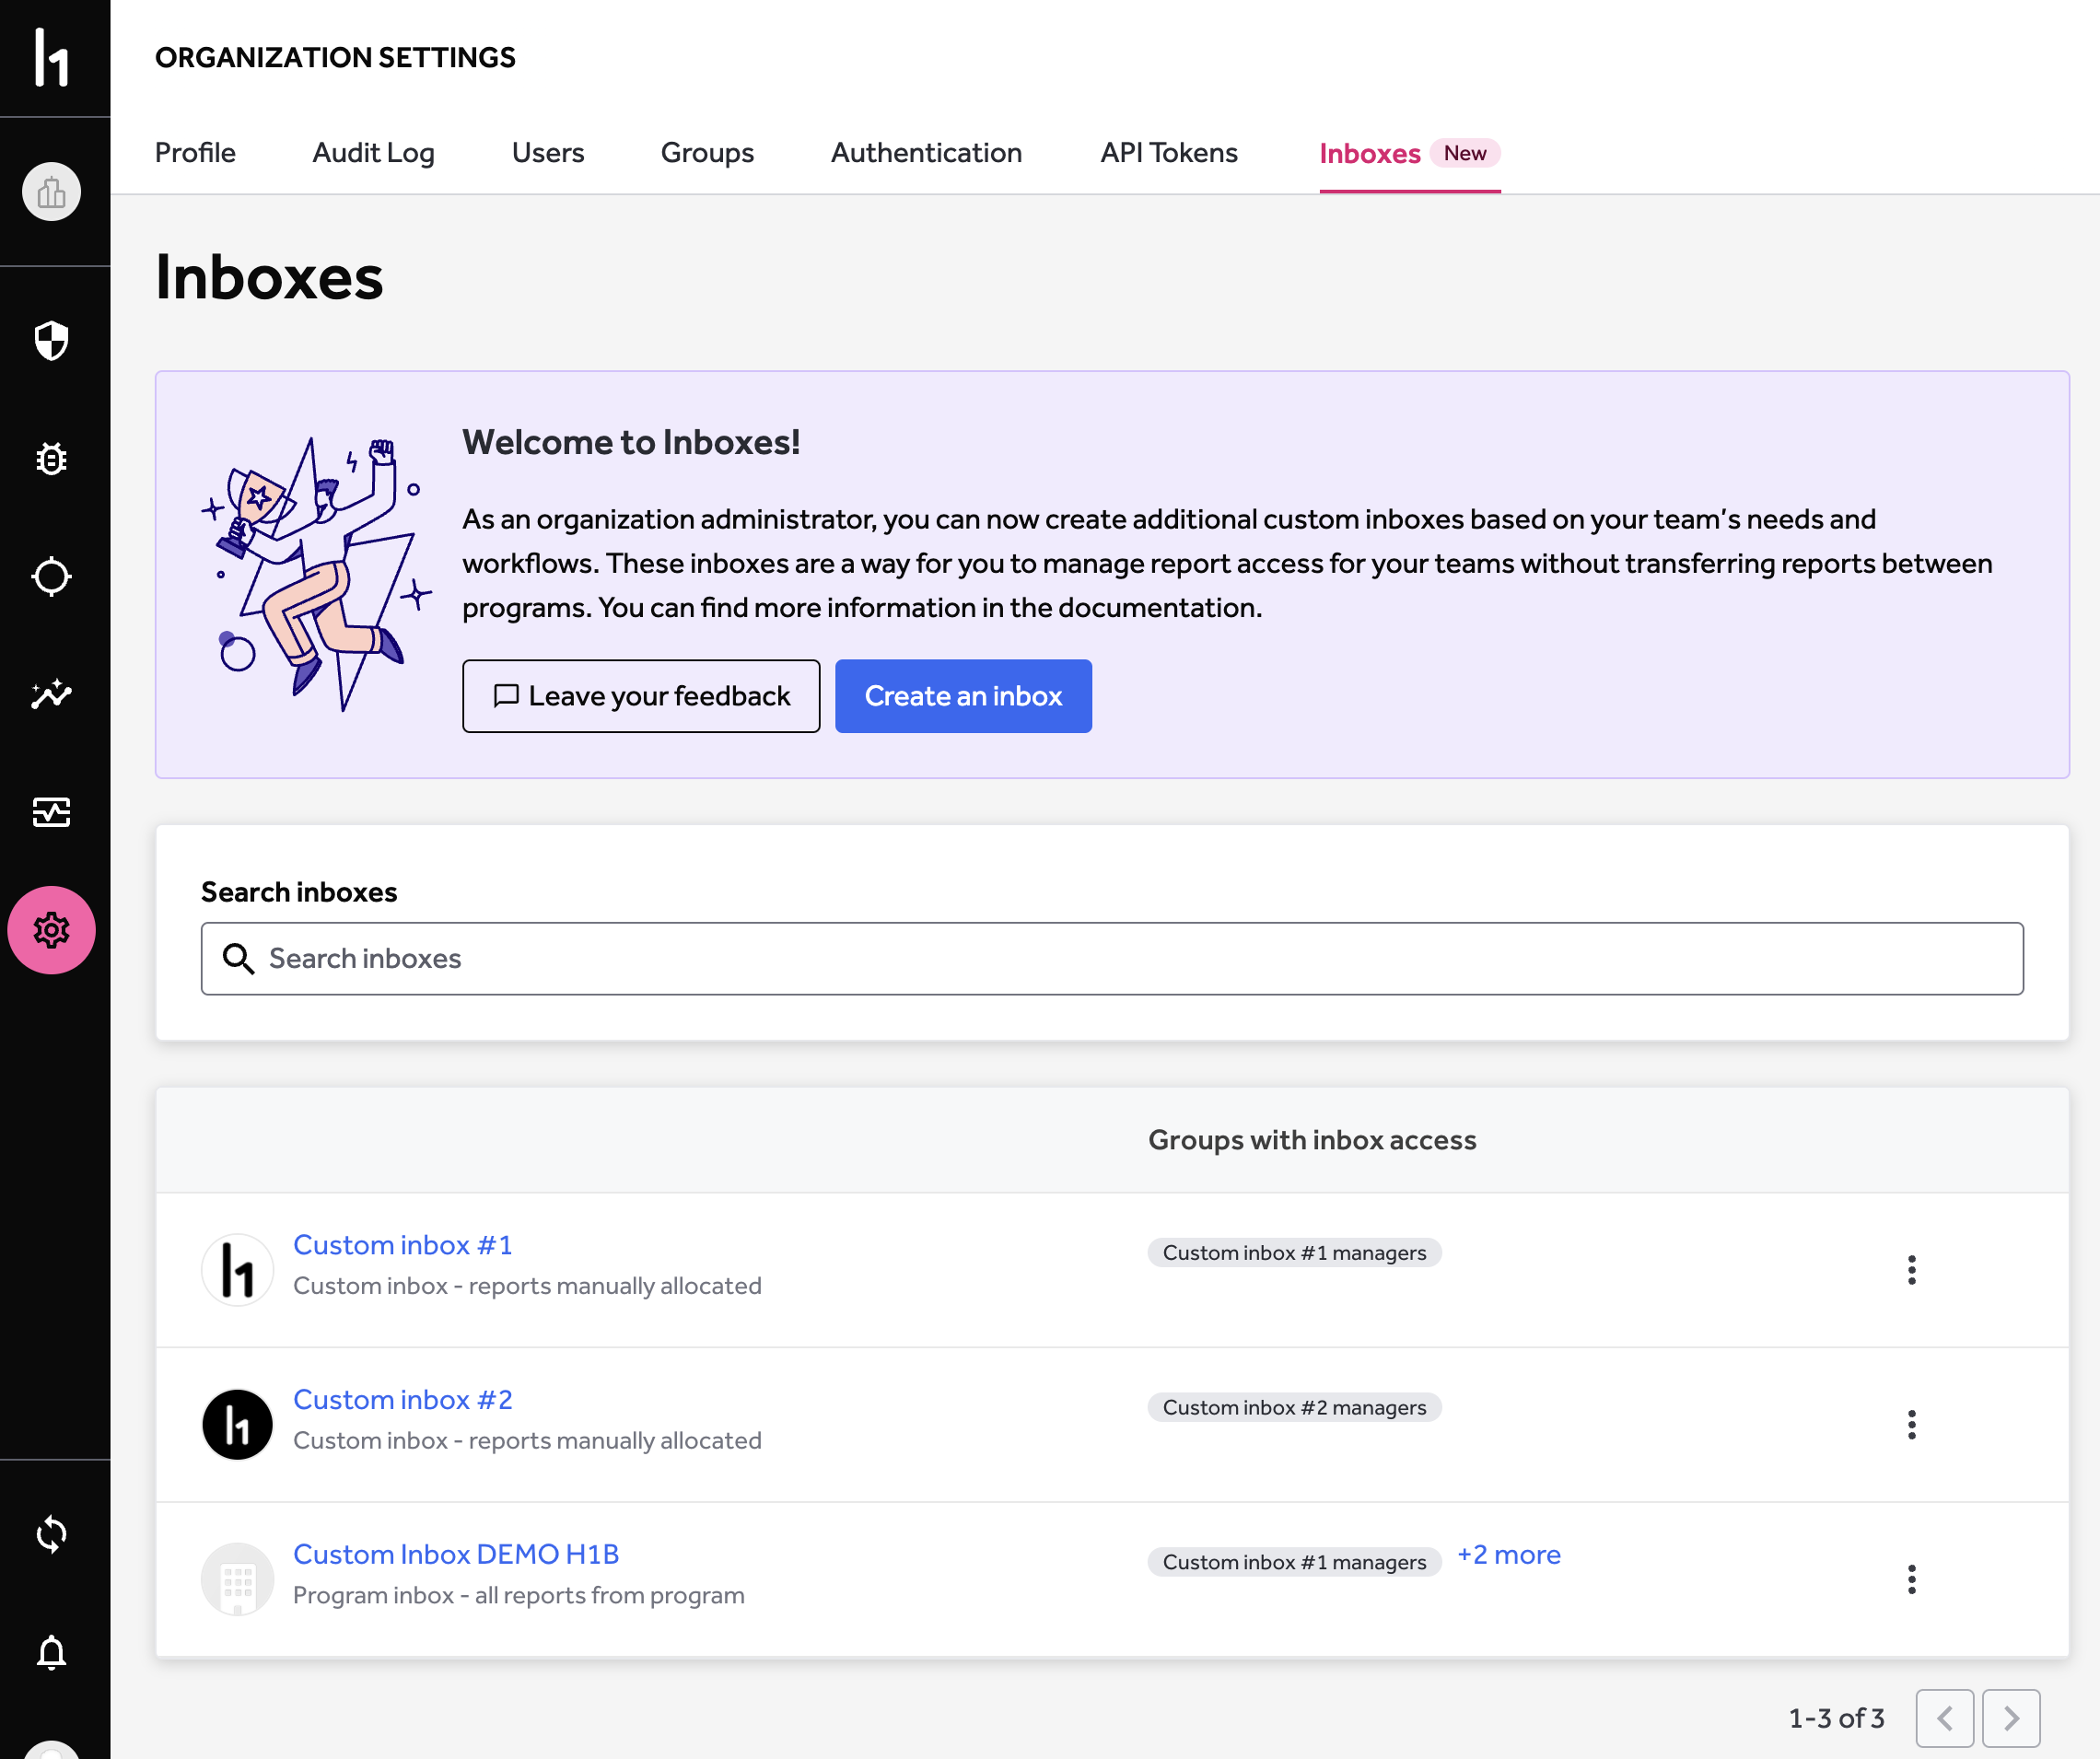 ORGANIZATION SETTINGS
Profile Audit Log Users Groups Authentication API Tokens Inboxes New
Inboxes
Welcome to Inboxes!
As an organization administrator, you can now create additional custom inboxes based on your team's needs and
workflows. These inboxes are a way for you to manage report access for your teams without transferring reports between
programs. You can find more information in the documentation.
Leave your feedback Create an inbox
Search inboxes
Search inboxes
Groups with inbox access
h1
Custom inbox #1 Custom inbox #1 managers
Custom inbox - reports manually allocated
h1
Custom inbox #2 Custom inbox #2 managers
Custom inbox - reports manually allocated
Custom Inbox DEMO H1B Custom inbox #1 managers +2 more
Program inbox - all reports from program
1-3 of 3